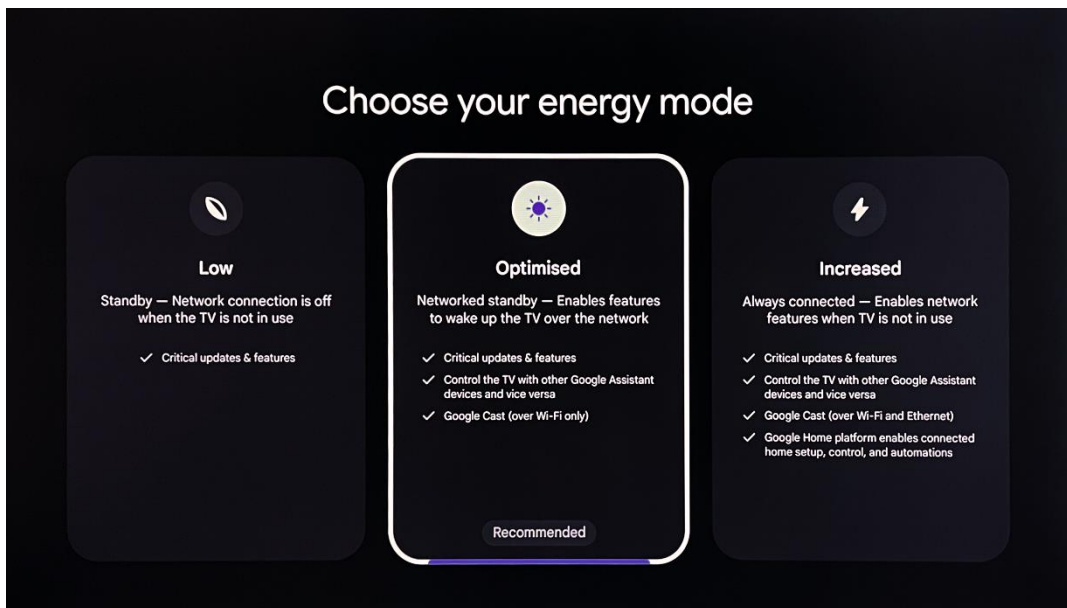 Choose your energy mode
Low
Standby — Network connection is off
when the TV is not in use
Critical updates & features
Optimised
Networked standby — Enables features
to wake up the TV over the network
Critical updates & features
Control the TV with other Google Assistant
devices and vice versa
Google Cast (over Wi-Fi only)
Recommended
Increased
Always connected — Enables network
features when TV is not in use
Critical updates & features
Control the TV with other Google Assistant
devices and vice versa
Google Cast (over Wi-Fi and Ethernet)
Google Home platform enables connected
home setup, control, and automations